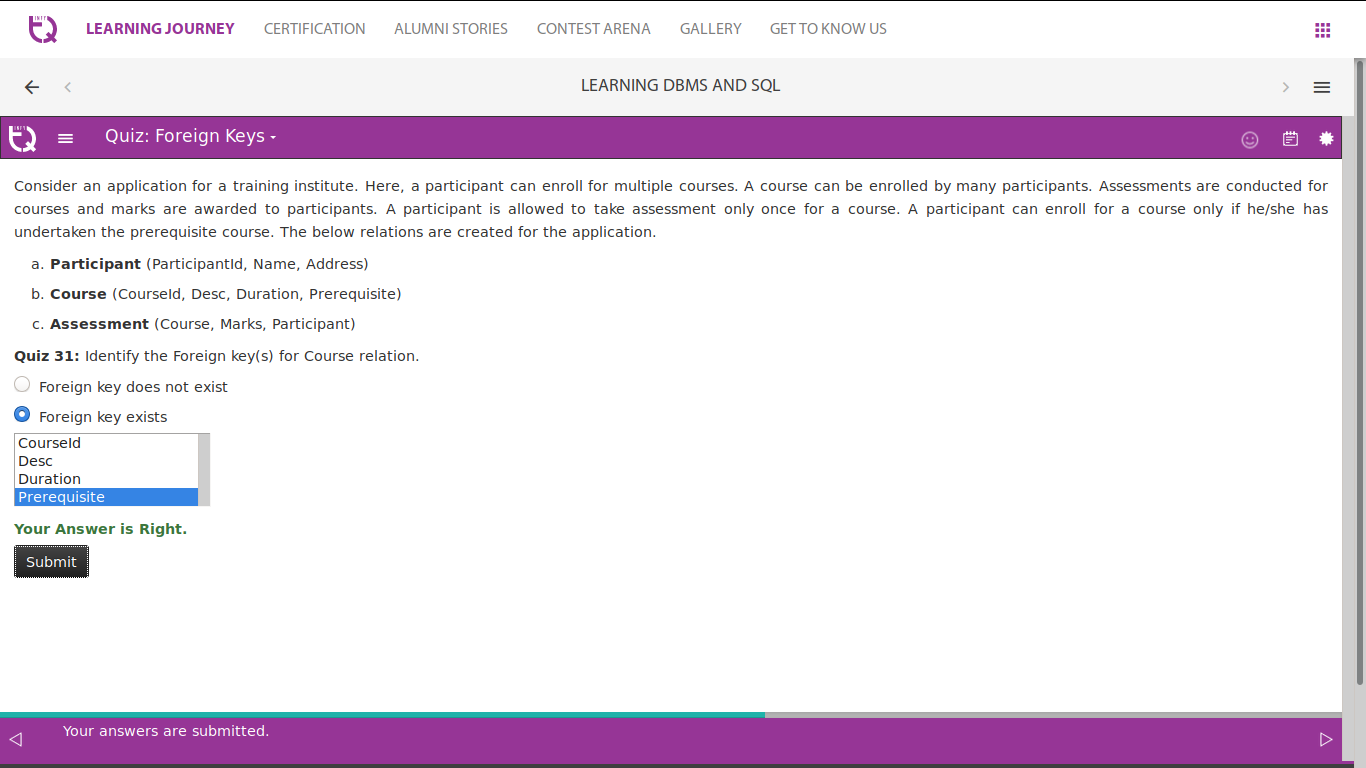 INFY
TQ
LEARNING JOURNEY CERTIFICATION ALUMNI STORIES CONTEST ARENA GALLERY GET TO KNOW US
LEARNING DBMS AND SQL
INFY
TQ
Quiz: Foreign Keys
Consider an application for a training institute. Here, a participant can enroll for multiple courses. A course can be enrolled by many participants. Assessments are conducted for
courses and marks are awarded to participants. A participant is allowed to take assessment only once for a course. A participant can enroll for a course only if he/she has
undertaken the prerequisite course. The below relations are created for the application.
a. Participant (ParticipantId, Name, Address)
b. Course (CourseId, Desc, Duration, Prerequisite)
c. Assessment (Course, Marks, Participant)
Quiz 31: Identify the Foreign key(s) for Course relation.
Foreign key does not exist
Foreign key exists
CourseId
Desc
Duration
Prerequisite
Your Answer is Right.
Submit
Your answers are submitted.